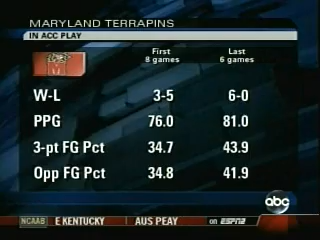 MARYLAND TERRAPINS
IN ACC PLAY
First Last
8 games 6 games
W-L 3-5 6-0
PPG 76.0 81.0
3-pt FG Pct 34.7 43.9
Opp FG Pct 34.8 41.9
abc
NCAAB E KENTUCKY AUS PEAY on ESPN2